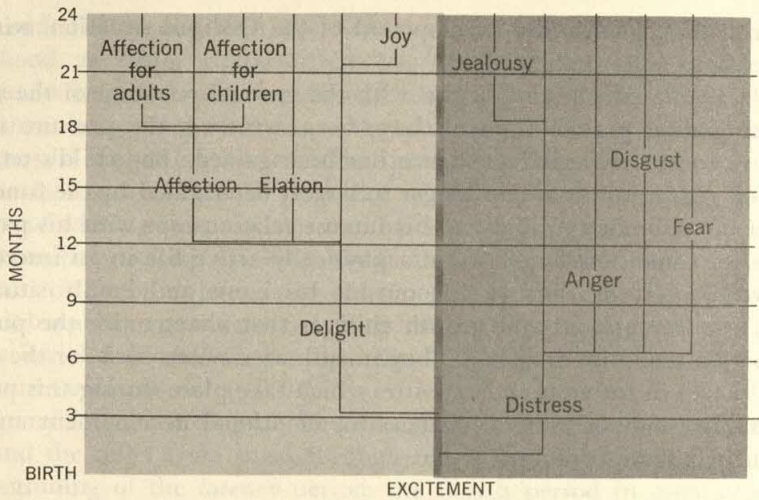 24
Affection
for
adults
Affection
for
children
Joy
Jealousy
21
18
Disgust
15
Affection
Elation
Fear
MONTHS
12
Anger
9
Delight
6
Distress
3
BIRTH
EXCITEMENT